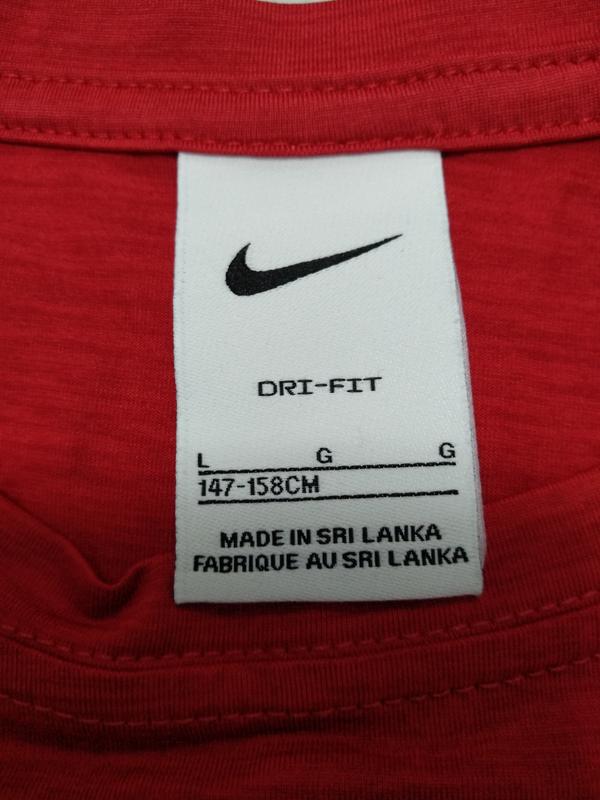 DRI-FIT
L G G
147-158CM
MADE IN SRI LANKA
FABRIQUE AU SRI LANKA